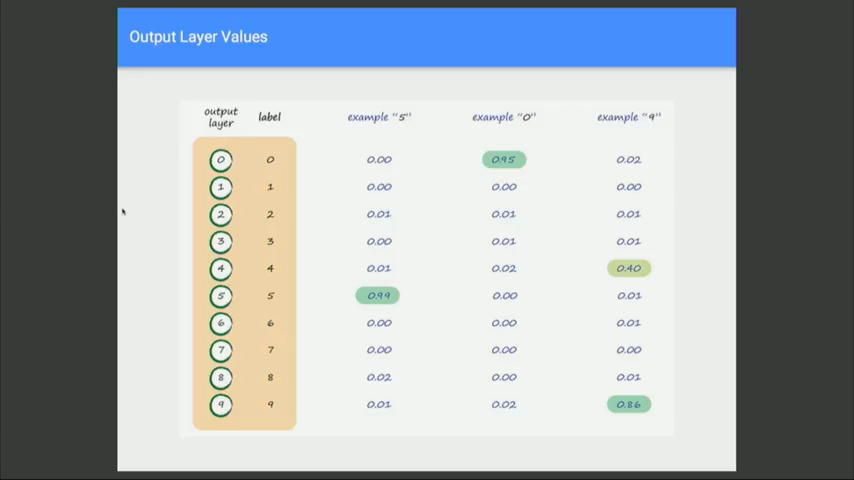 Output Layer Values
output layer label example "5" example "0" example "9"
0 0 0.00 0.95 0.02
1 1 0.00 0.00 0.00
2 2 0.01 0.01 0.01
3 3 0.00 0.01 0.01
4 4 0.01 0.02 0.40
5 5 0.99 0.00 0.01
6 6 0.00 0.00 0.01
7 7 0.00 0.00 0.00
8 8 0.02 0.00 0.01
9 9 0.01 0.02 0.86